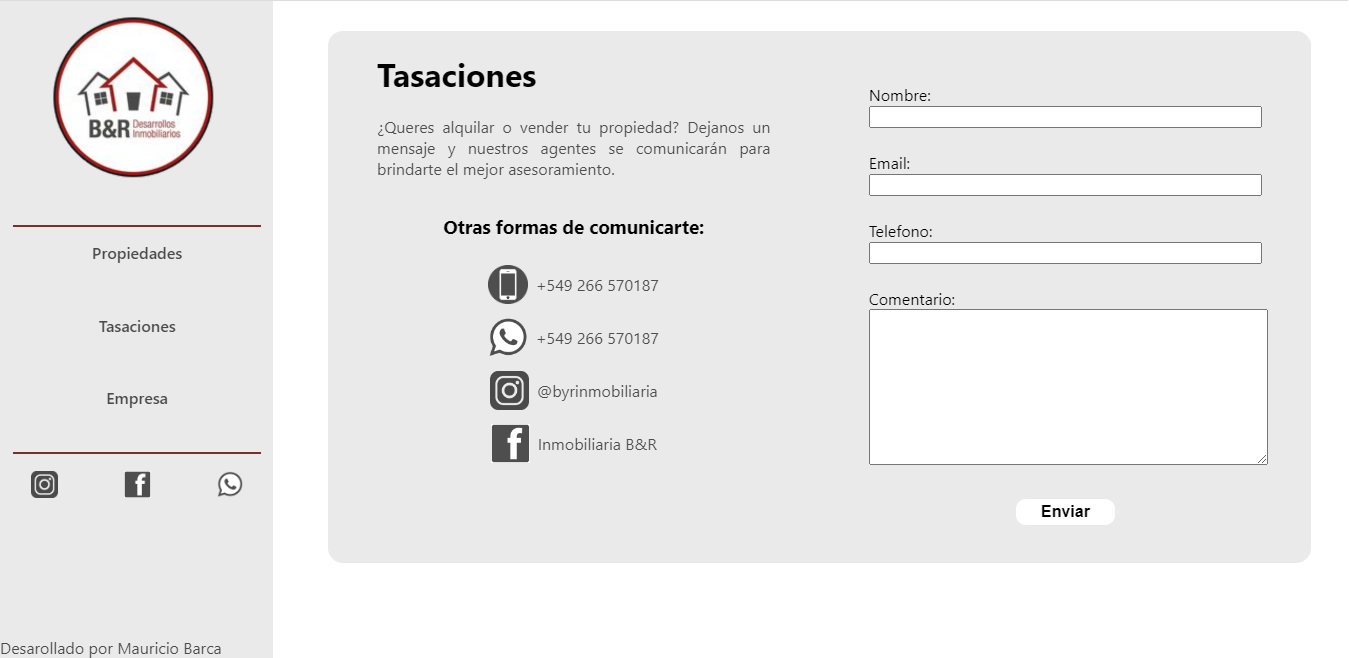 B&R Desarrollos
Inmobiliarios
Propiedades
Tasaciones
Empresa
Desarollado por Mauricio Barca
Tasaciones
¿Queres alquilar o vender tu propiedad? Dejanos un
mensaje y nuestros agentes se comunicarán para
brindarte el mejor asesoramiento.
Otras formas de comunicarte:
+549 266 570187
+549 266 570187
@byrinmobiliaria
Inmobiliaria B&R
Nombre:
Email:
Telefono:
Comentario:
Enviar